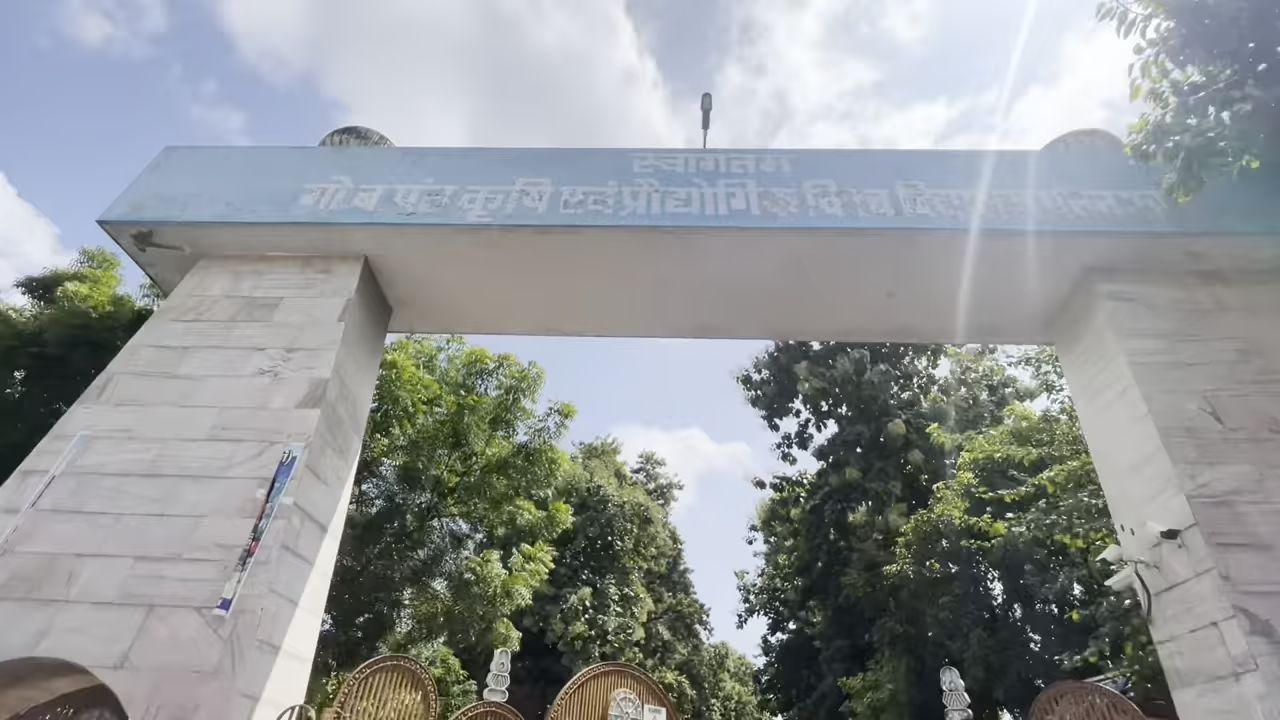 स्वागतम
गो.ब पंत कृषि एवं प्रौद्योगिक विश्व